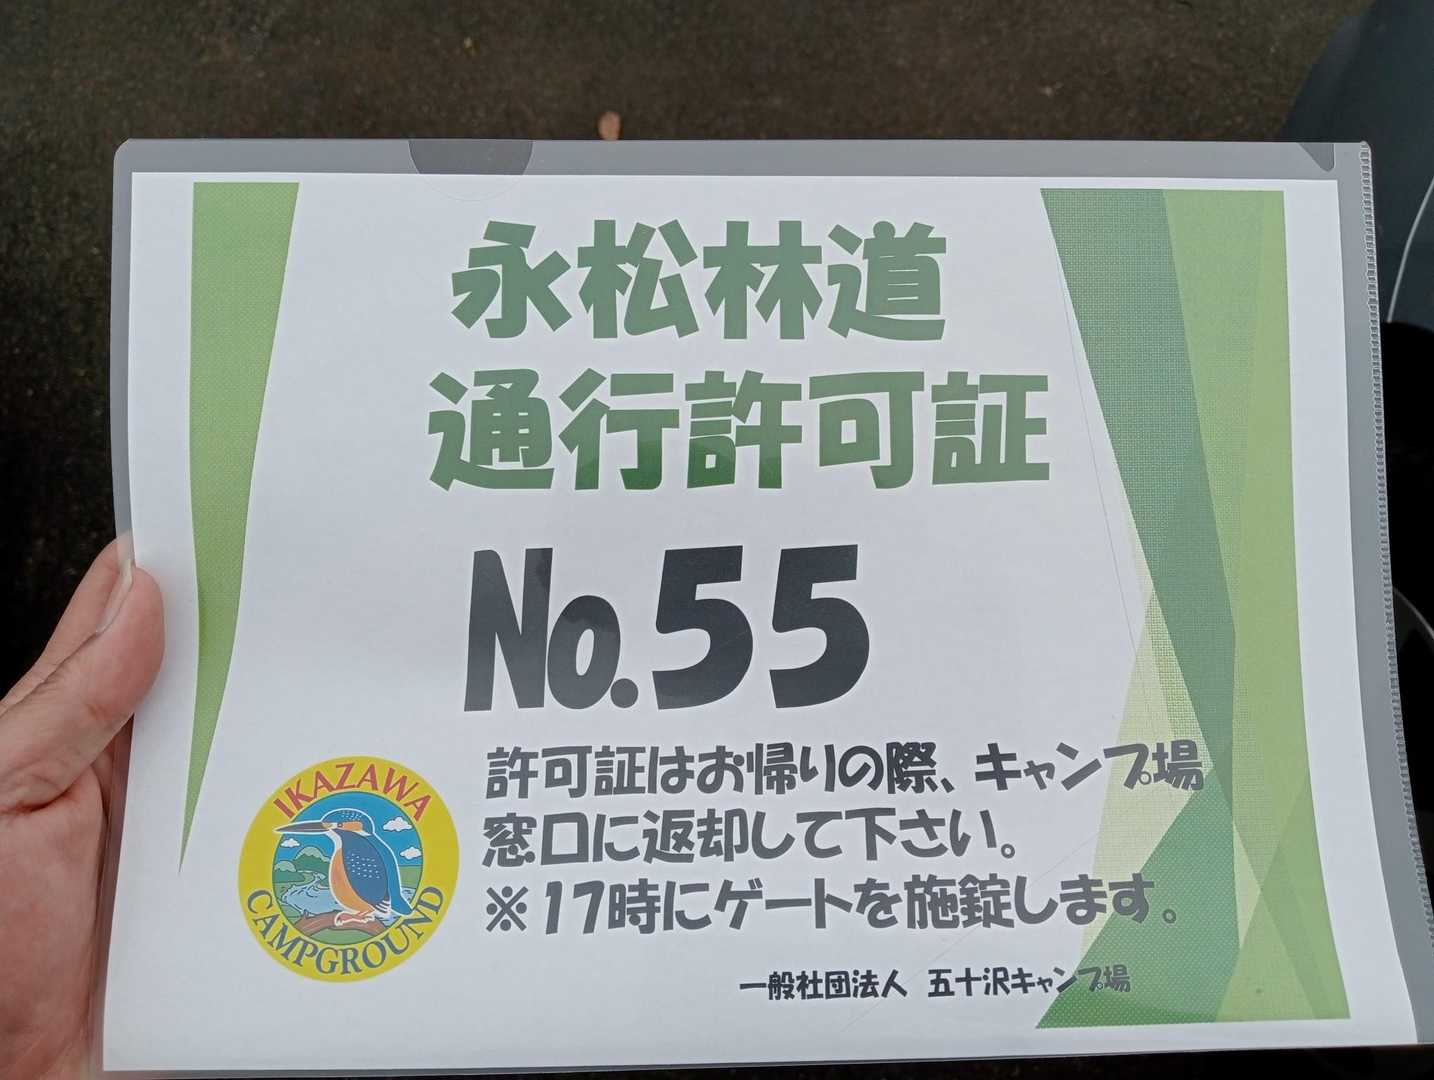 永松林道
通行許可証
No.55
許可証はお帰りの際、キャンプ場
窓口に返却して下さい。
※17時にゲートを施錠します。
一般社団法人 五十沢キャンプ場
IKAZAWA
CAMPGROUND